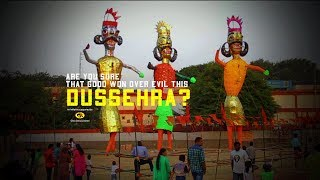 ARE YOU SURE
THAT GOOD WON OVER EVIL THIS
DUSSEHRA?